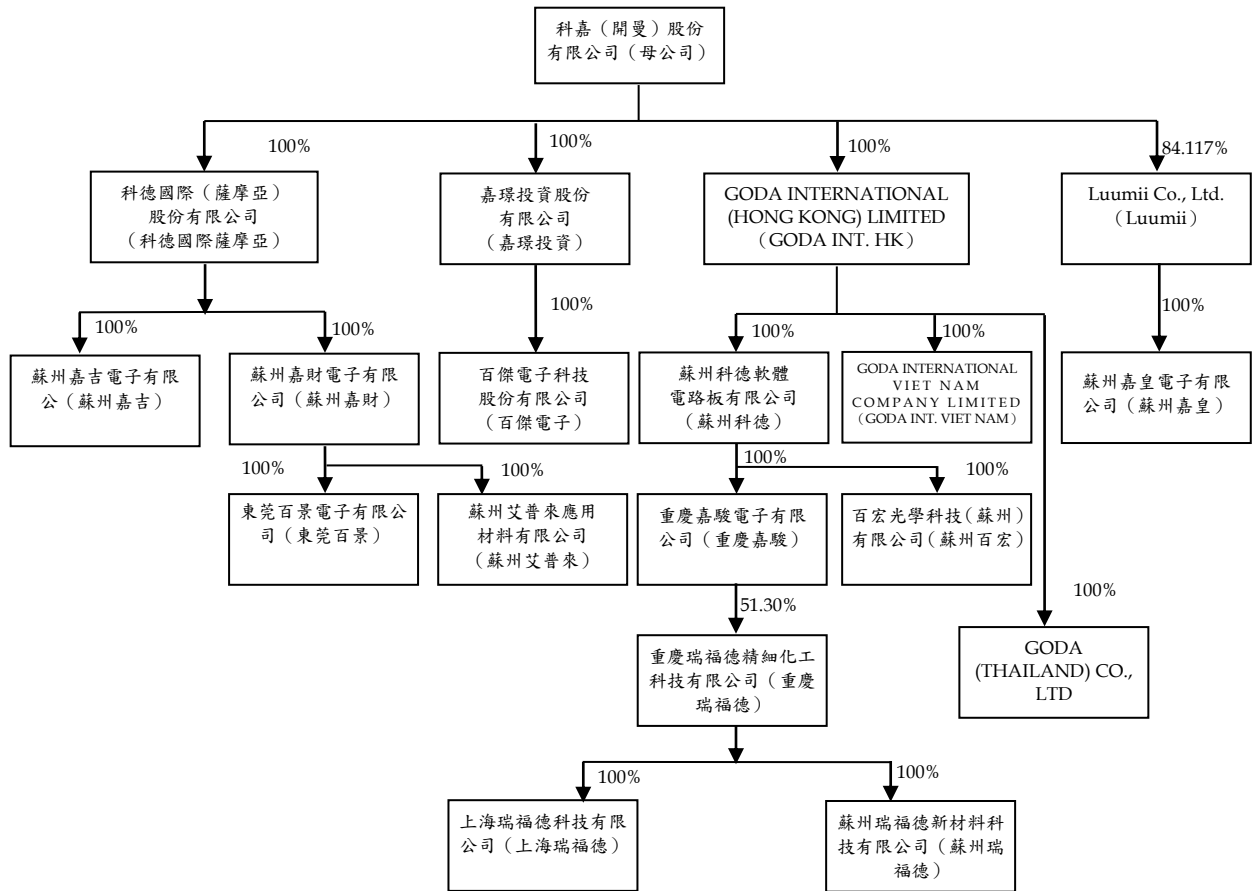 科嘉（開曼）股份
有限公司（母公司）
100%
100%
100%
84.117%
科德國際（薩摩亞）
股份有限公司
（科德國際薩摩亞）
嘉璟投資股份
有限公司
（嘉璟投資）
GODA INTERNATIONAL
(HONG KONG) LIMITED
（GODA INT. HK）
Luumii Co., Ltd.
（Luumii）
100%
100%
100%
100%
100%
100%
蘇州嘉吉電子有限
公（蘇州嘉吉）
蘇州嘉財電子有限
公司（蘇州嘉財）
百傑電子科技
股份有限公司
（百傑電子）
蘇州科德軟體
電路板有限公司
（蘇州科德）
GODA INTERNATIONAL
VIET NAM
COMPANY LIMITED
（GODA INT. VIET NAM）
蘇州嘉皇電子有限
公司（蘇州嘉皇）
100%
100%
100%
100%
東莞百景電子有限公
司（東莞百景）
蘇州艾普來應用
材料有限公司
（蘇州艾普來）
重慶嘉駿電子有限
公司（重慶嘉駿）
百宏光學科技（蘇州）
有限公司（蘇州百宏）
51.30%
100%
重慶瑞福德精細化工
科技有限公司（重慶
瑞福德）
GODA
(THAILAND) CO.,
LTD
100%
100%
上海瑞福德科技有限
公司（上海瑞福德）
蘇州瑞福德新材料科
技有限公司（蘇州瑞
福德）